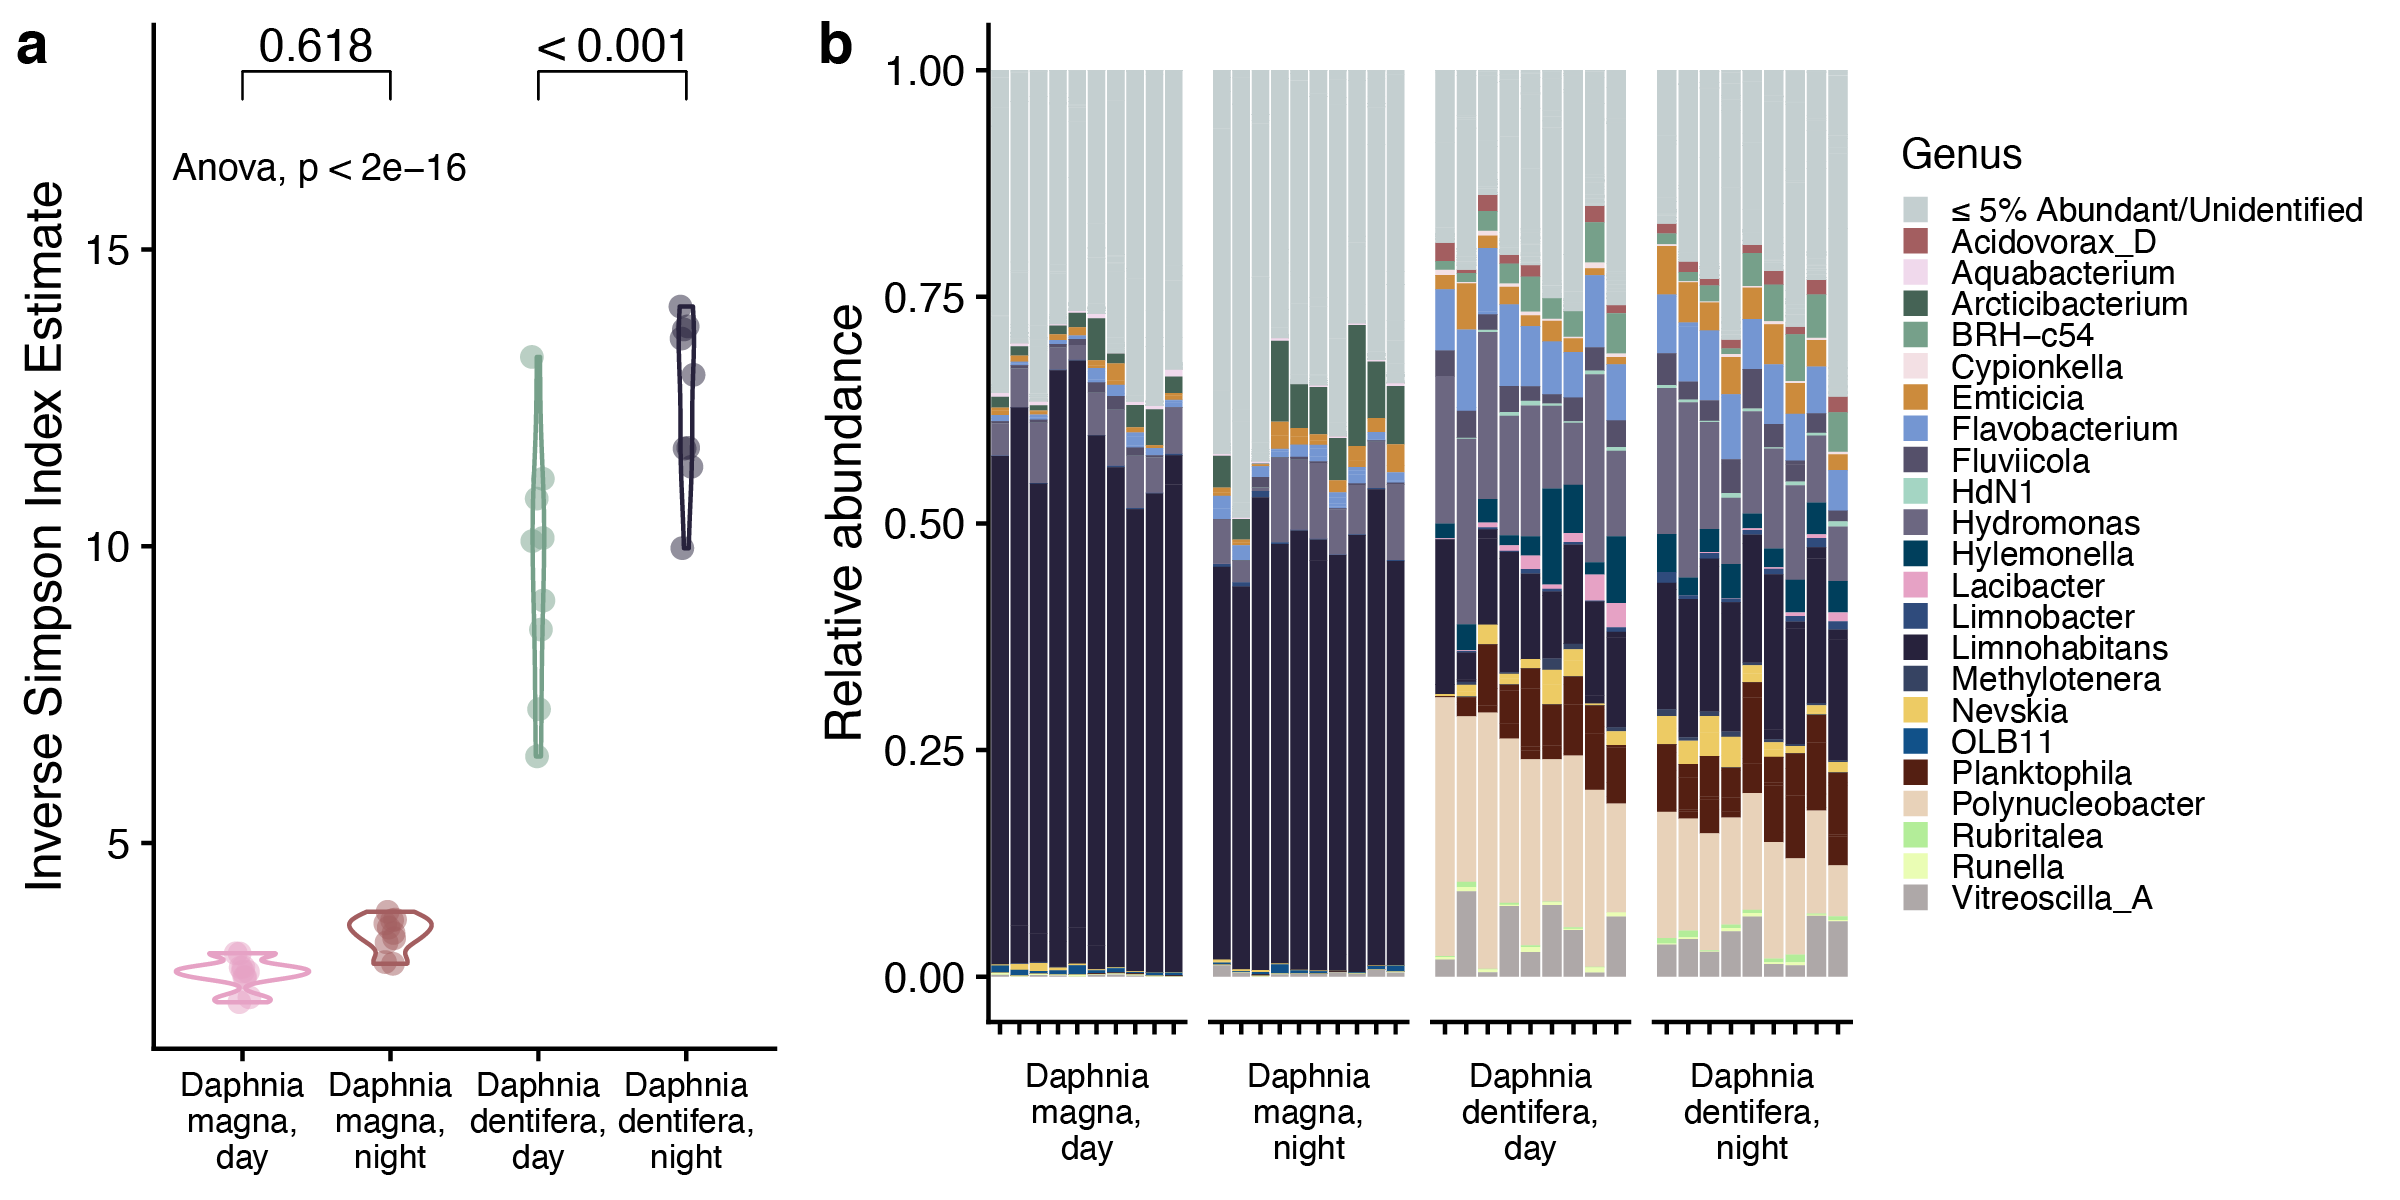 a
0.618
< 0.001
Anova, p < 2e−16
Inverse Simpson Index Estimate
15
10
5
Daphnia
magna,
day
Daphnia
magna,
night
Daphnia
dentifera,
day
Daphnia
dentifera,
night
b
Relative abundance
1.00
0.75
0.50
0.25
0.00
Daphnia
magna,
day
Daphnia
magna,
night
Daphnia
dentifera,
day
Daphnia
dentifera,
night
Genus
≤ 5% Abundant/Unidentified
Acidovorax_D
Aquabacterium
Arcticibacterium
BRH−c54
Cypionkella
Emticicia
Flavobacterium
Fluviicola
HdN1
Hydromonas
Hylemonella
Lacibacter
Limnobacter
Limnohabitans
Methylotenera
Nevskia
OLB11
Planktophila
Polynucleobacter
Rubritalea
Runella
Vitreoscilla_A